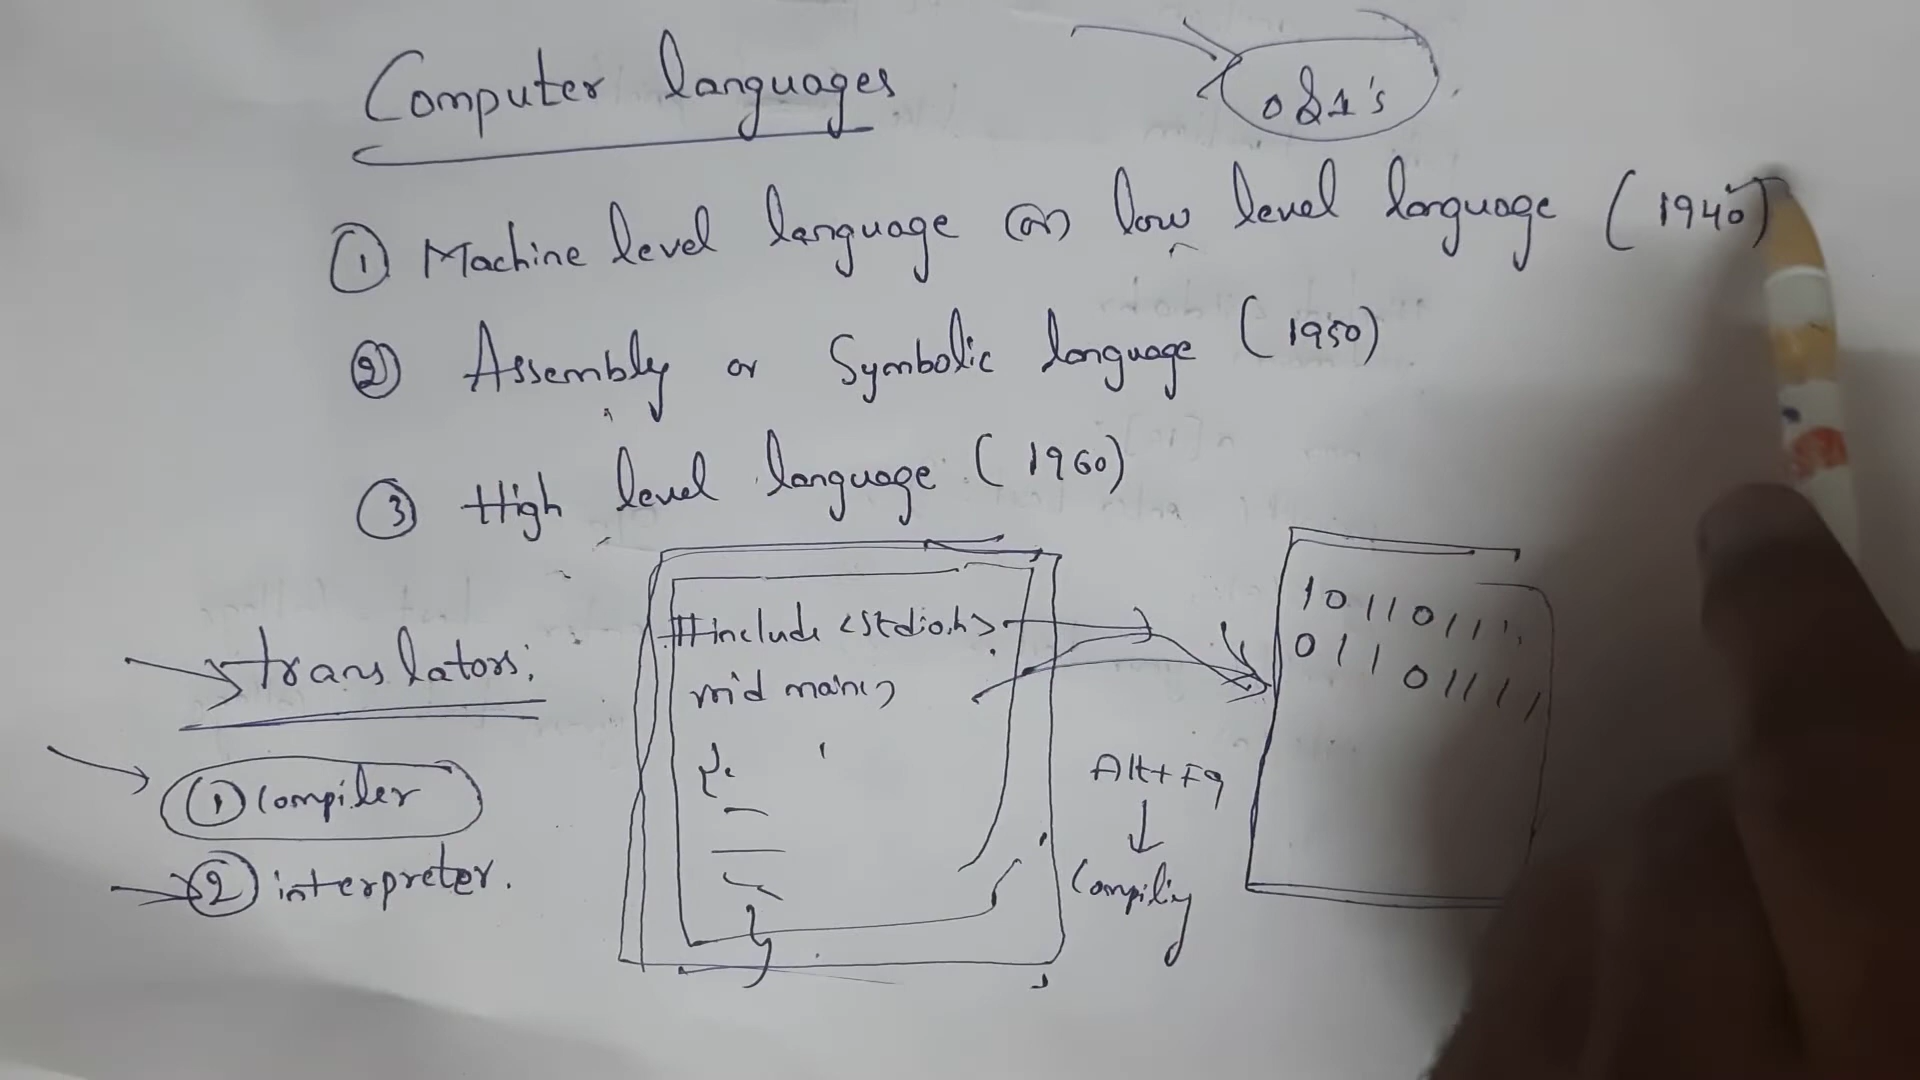 Computer languages
0 & 1's
① Machine level language (or) low level language (1940)
② Assembly or Symbolic language (1950)
③ High level language (1960)
translators:
① compiler
② interpreter.
#include <stdio.h>
void main()
{
}
Alt+F9
↓
Compiling
10110111
01101111